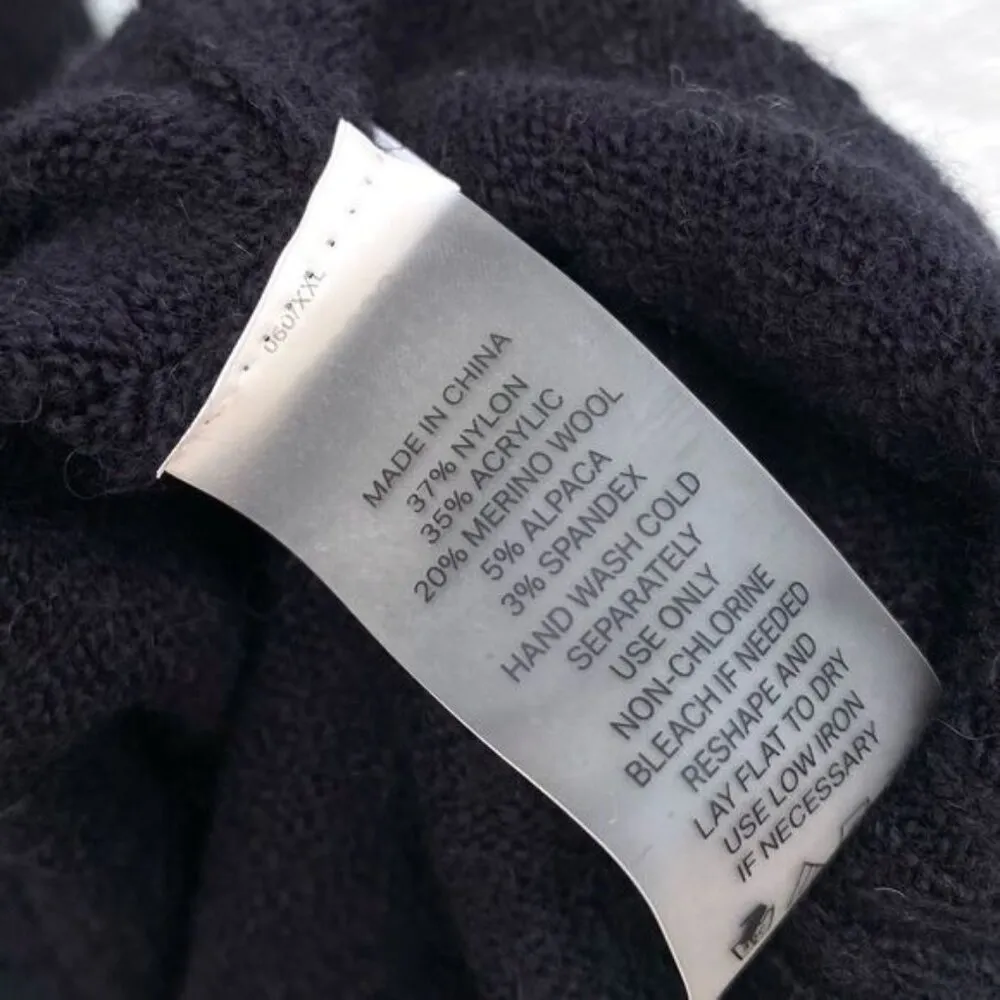 060/XXL
MADE IN CHINA
37% NYLON
35% ACRYLIC
20% MERINO WOOL
5% ALPACA
3% SPANDEX
HAND WASH COLD
SEPARATELY
USE ONLY
NON-CHLORINE
BLEACH IF NEEDED
RESHAPE AND
LAY FLAT TO DRY
USE LOW IRON
IF NECESSARY